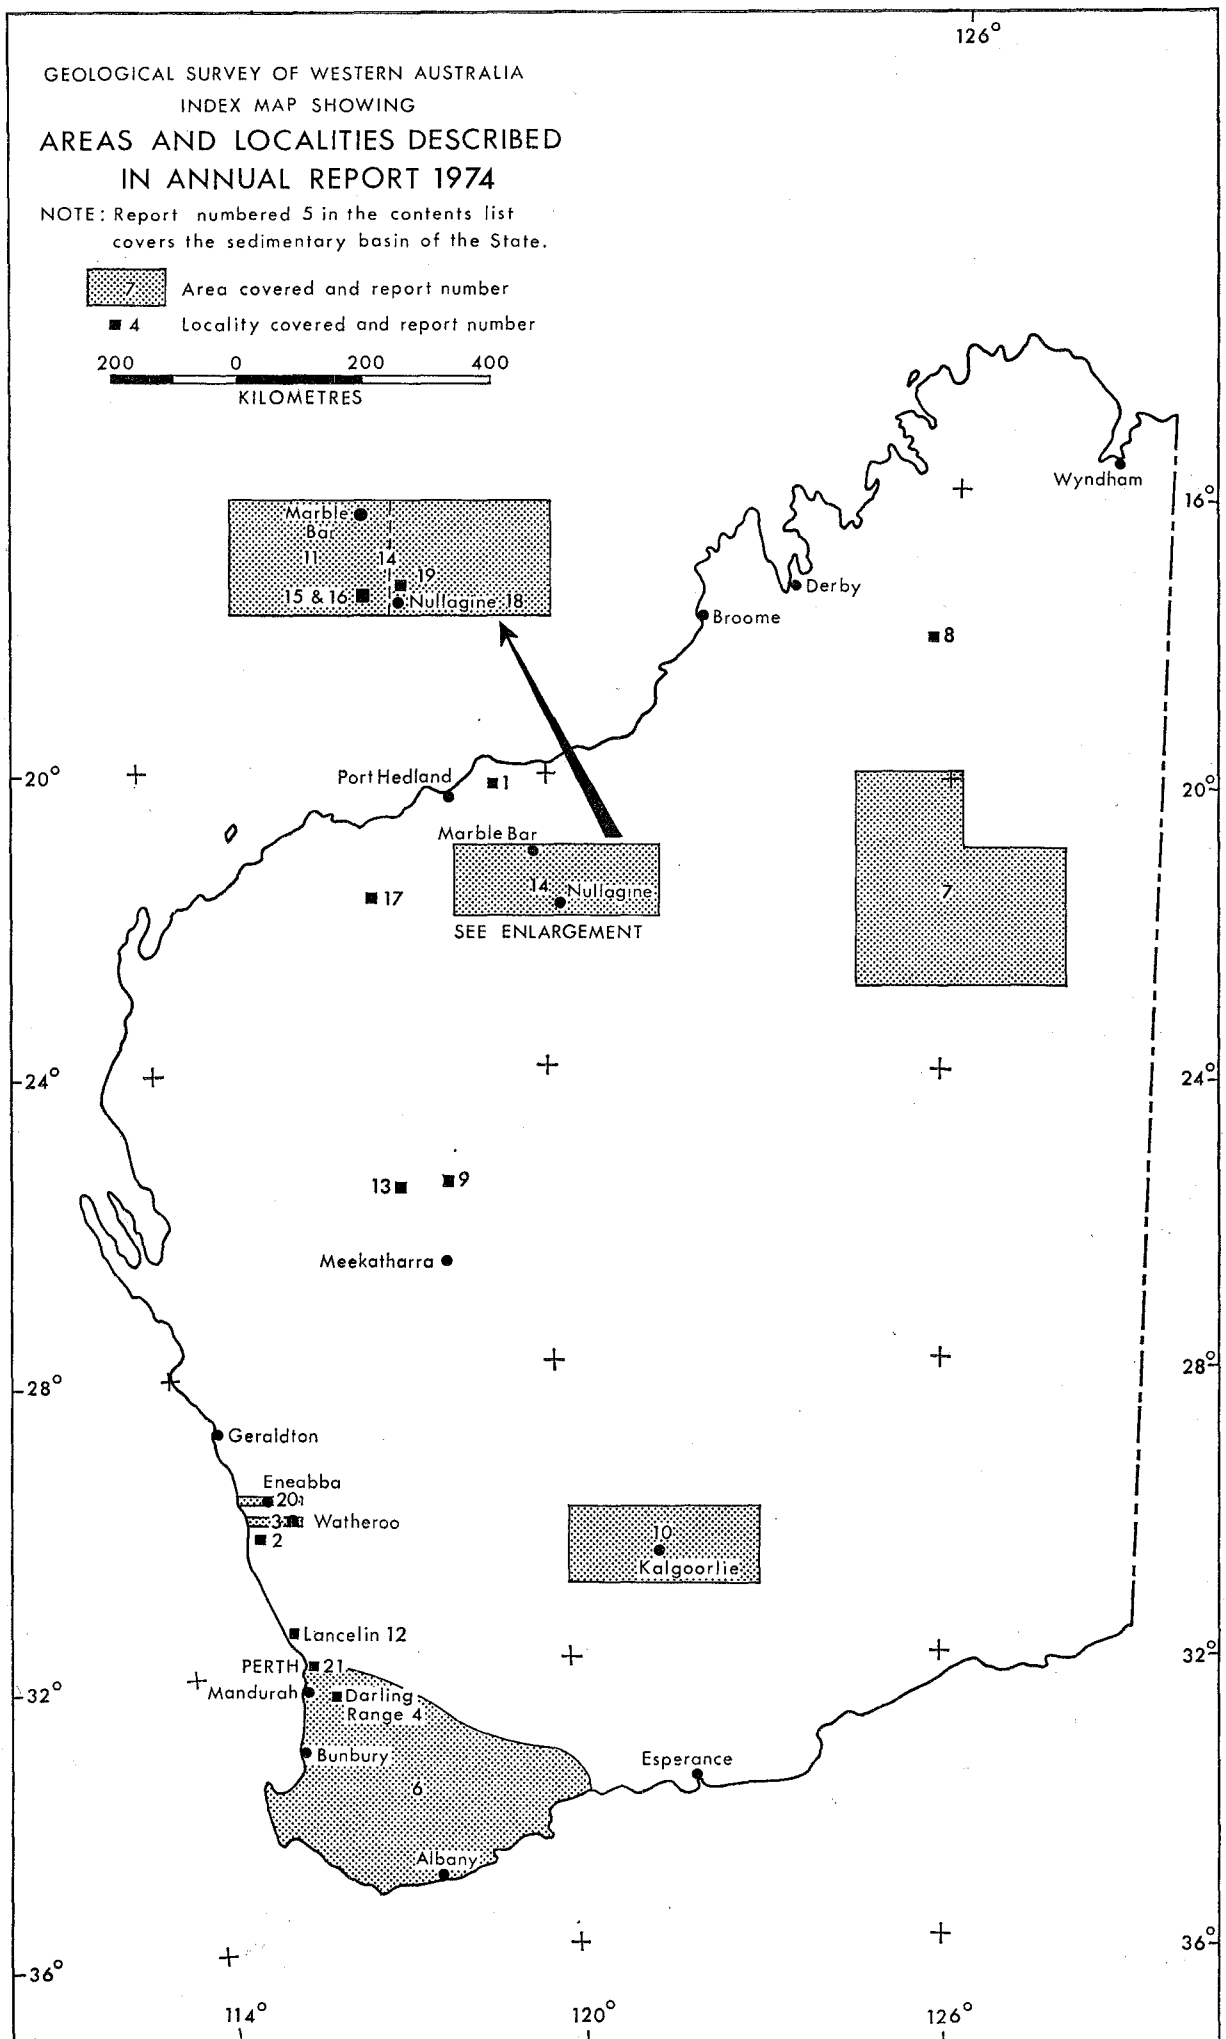 126°
GEOLOGICAL SURVEY OF WESTERN AUSTRALIA
INDEX MAP SHOWING
AREAS AND LOCALITIES DESCRIBED
IN ANNUAL REPORT 1974
NOTE: Report numbered 5 in the contents list
covers the sedimentary basin of the State.
7 Area covered and report number
4 Locality covered and report number
200 0 200 400
KILOMETRES
Wyndham
16°
Marble
Bar
11 14
19
15 & 16
Nullagine 18
Derby
Broome
8
Port Hedland
1
20°
20°
Marble Bar
14
Nullagine
SEE ENLARGEMENT
17
7
24°
24°
13
9
Meekatharra
28°
28°
Geraldton
Eneabba
20
3
Watheroo
2
10
Kalgoorlie
Lancelin 12
PERTH 21
32°
32°
Mandurah
Darling
Range 4
Bunbury
6
Esperance
Albany
36°
36°
114°
120°
126°